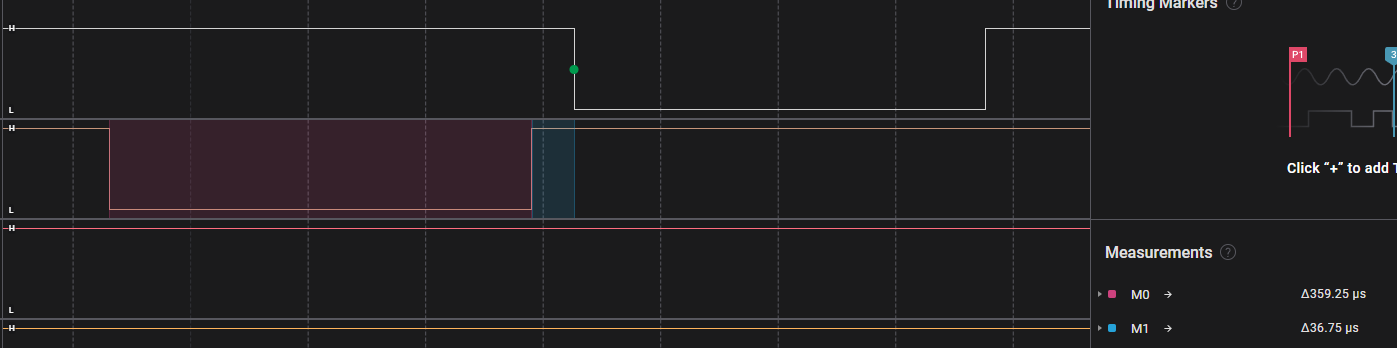 Timing Markers ?
H
L
H
L
H
L
H
P1
3
Click “+” to add T
Measurements ?
M0 → Δ359.25 µs
M1 → Δ36.75 µs